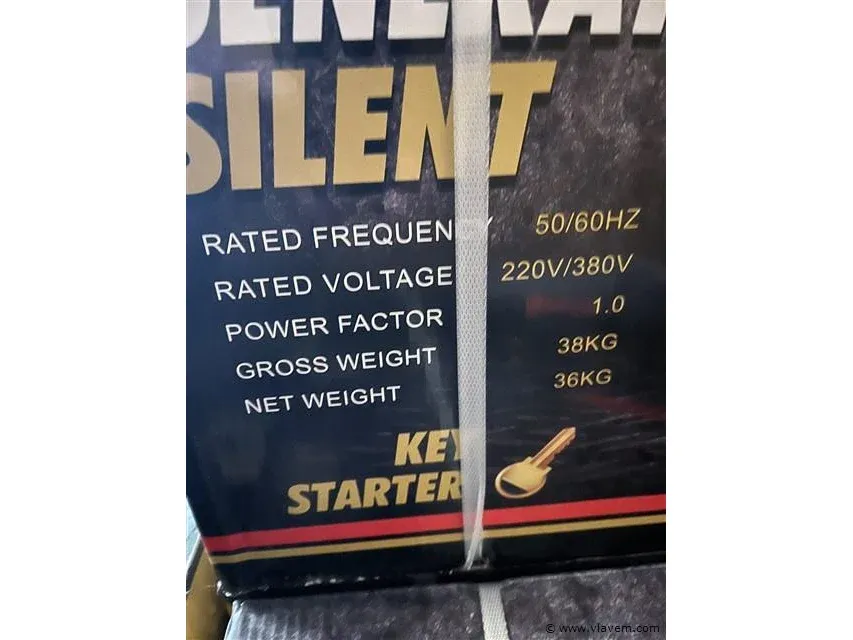 SILENT
RATED FREQUEN 50/60HZ
RATED VOLTAGE 220V/380V
POWER FACTOR 1.0
GROSS WEIGHT 38KG
NET WEIGHT 36KG
KEY
STARTER
© www.vlavem.com